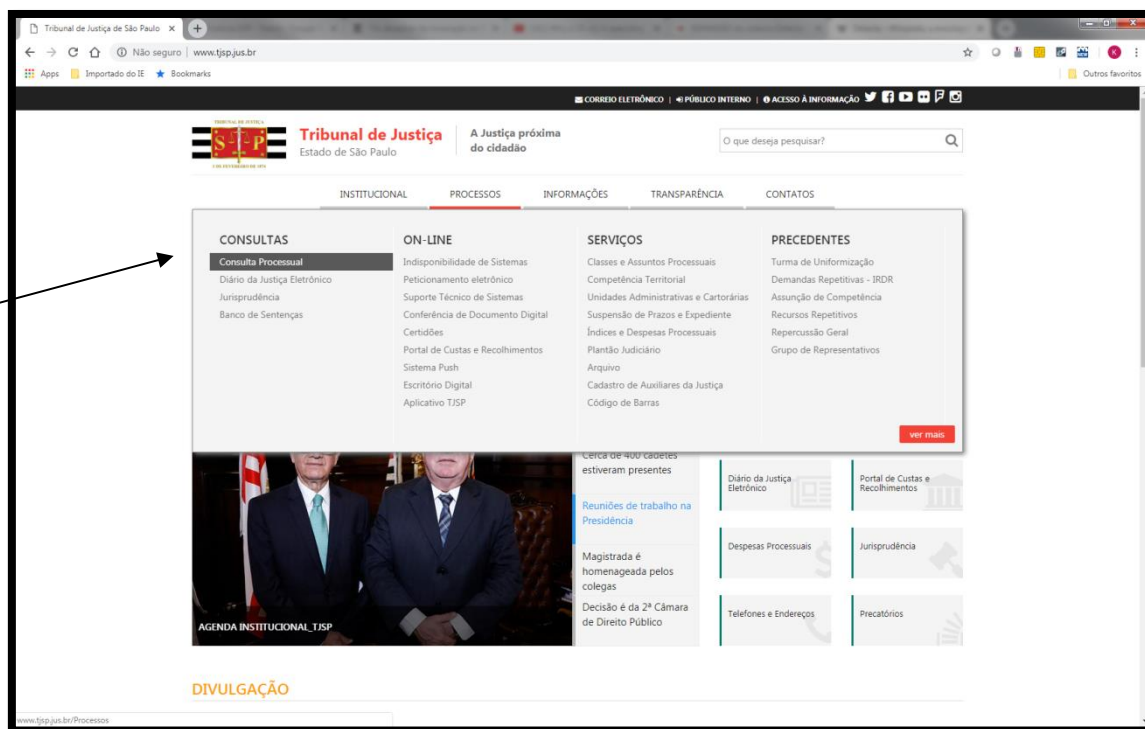 Tribunal de Justiça de São Paulo
Não seguro | www.tjsp.jus.br
Apps Importado do IE Bookmarks Outros favoritos
CORREIO ELETRÔNICO | PÚBLICO INTERNO | ACESSO À INFORMAÇÃO
TRIBUNAL DE JUSTIÇA
S P
3 DE FEVEREIRO DE 1874
Tribunal de Justiça
Estado de São Paulo
A Justiça próxima
do cidadão
O que deseja pesquisar?
INSTITUCIONAL PROCESSOS INFORMAÇÕES TRANSPARÊNCIA CONTATOS
CONSULTAS
Consulta Processual
Diário da Justiça Eletrônico
Jurisprudência
Banco de Sentenças
ON-LINE
Indisponibilidade de Sistemas
Peticionamento eletrônico
Suporte Técnico de Sistemas
Conferência de Documento Digital
Certidões
Portal de Custas e Recolhimentos
Sistema Push
Escritório Digital
Aplicativo TJSP
SERVIÇOS
Classes e Assuntos Processuais
Competência Territorial
Unidades Administrativas e Cartorárias
Suspensão de Prazos e Expediente
Índices e Despesas Processuais
Plantão Judiciário
Arquivo
Cadastro de Auxiliares da Justiça
Código de Barras
PRECEDENTES
Turma de Uniformização
Demandas Repetitivas - IRDR
Assunção de Competência
Recursos Repetitivos
Repercussão Geral
Grupo de Representativos
ver mais
Cerca de 400 cadetes
estiveram presentes
Reuniões de trabalho na
Presidência
Magistrada é
homenageada pelos
colegas
Decisão é da 2ª Câmara
de Direito Público
AGENDA INSTITUCIONAL_TJSP
Diário da Justiça
Eletrônico
Portal de Custas e
Recolhimentos
Despesas Processuais
Jurisprudência
Telefones e Endereços
Precatórios
DIVULGAÇÃO
www.tjsp.jus.br/Processos